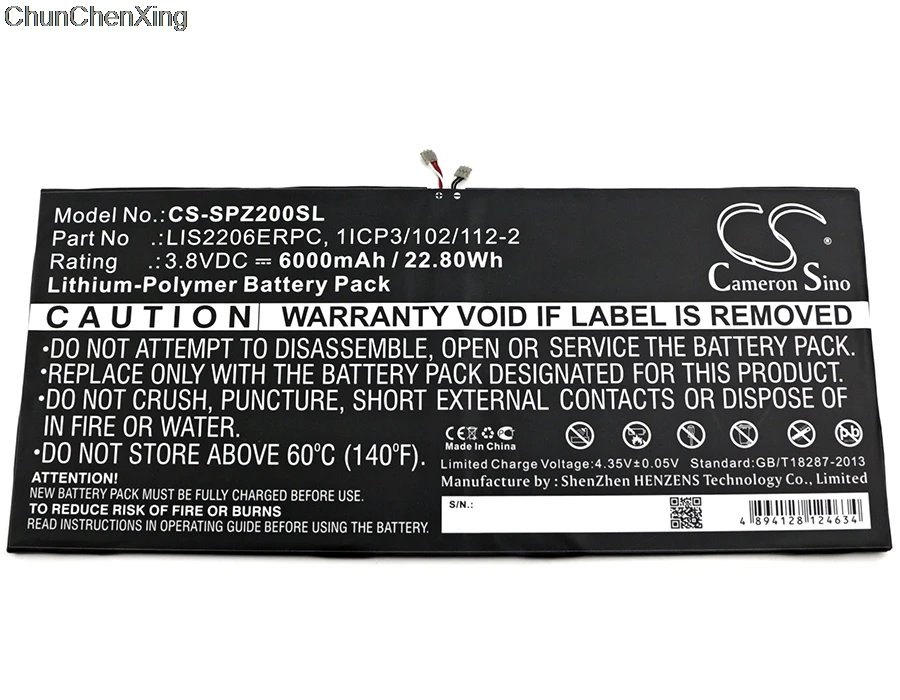 ChunChenXing
Model No.:CS-SPZ200SL
Part No .:LIS2206ERPC, 1ICP3/102/112-2
Rating .:3.8VDC ⎓ 6000mAh / 22.80Wh
Lithium-Polymer Battery Pack
CS
Cameron Sino
CAUTION WARRANTY VOID IF LABEL IS REMOVED
•DO NOT ATTEMPT TO DISASSEMBLE, OPEN OR SERVICE THE BATTERY PACK.
•REPLACE ONLY WITH THE BATTERY PACK DESIGNATED FOR THIS PRODUCT.
•DO NOT CRUSH, PUNCTURE, SHORT EXTERNAL CONTACTS OR DISPOSE OF
IN FIRE OR WATER.
•DO NOT STORE ABOVE 60°C (140°F).
CE
Made In China
Pb
Limited Charge Voltage:4.35V±0.05V Standard:GB/T18287-2013
Manufacture by : ShenZhen HENZENS Technology Co., Limited
ATTENTION!
NEW BATTERY PACK MUST BE FULLY CHARGED BEFORE USE.
TO REDUCE RISK OF FIRE OR BURNS
READ INSTRUCTIONS OF OPERATING GUIDE BEFORE USING THE BATTERY.
S/N.:
4 894128 124634